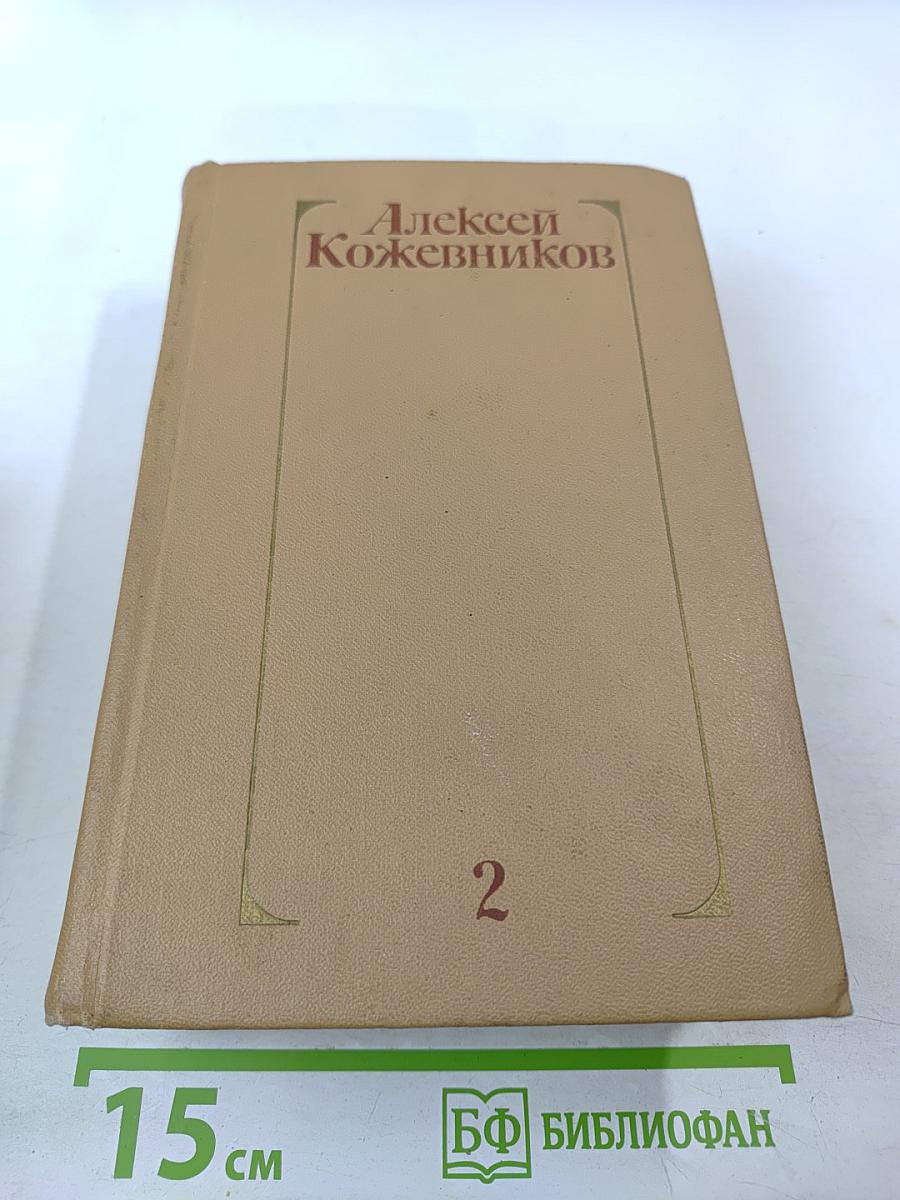 Алексей
Кожевников
2
15 см
БФ БИБЛИОФАН